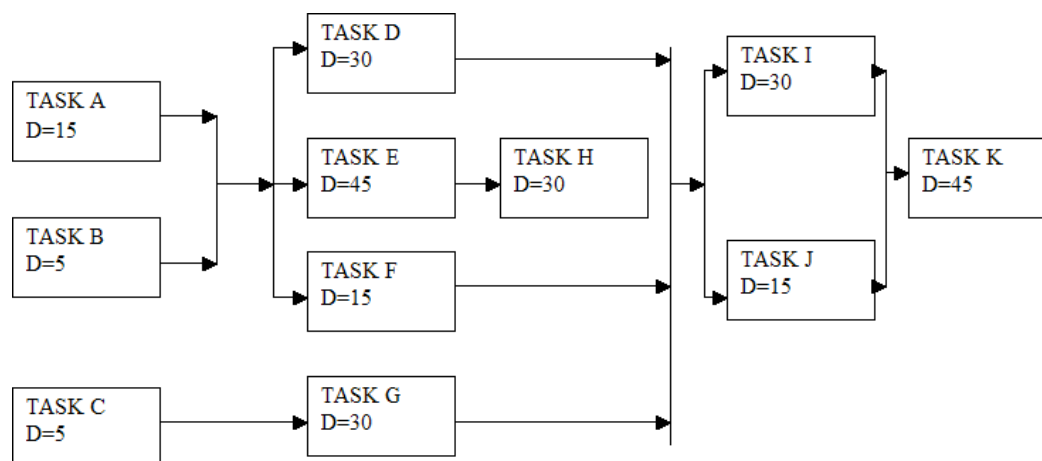 TASK A
D=15
TASK B
D=5
TASK C
D=5
TASK D
D=30
TASK E
D=45
TASK F
D=15
TASK G
D=30
TASK H
D=30
TASK I
D=30
TASK J
D=15
TASK K
D=45